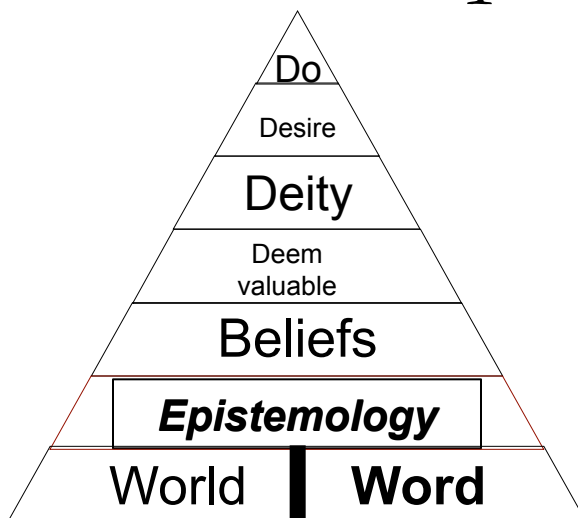 Do
Desire
Deity
Deem
valuable
Beliefs
Epistemology
World Word